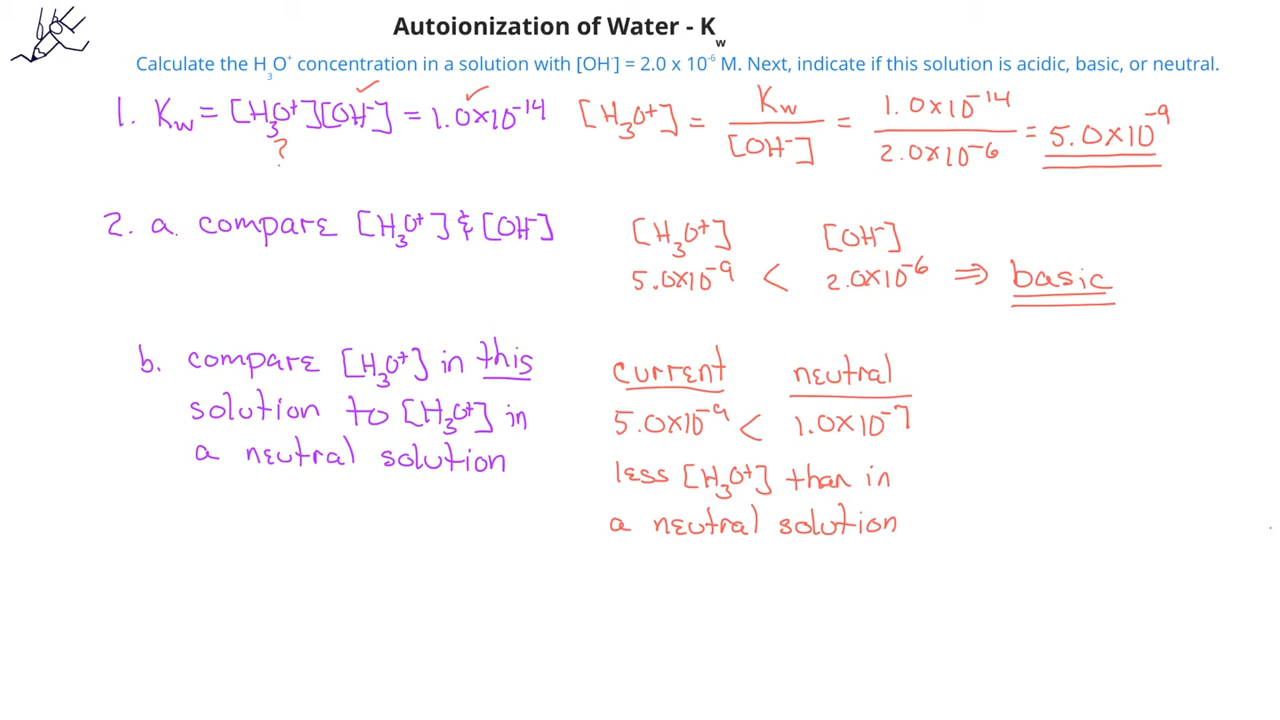 Autoionization of Water - Kw
Calculate the H₃O⁺ concentration in a solution with [OH⁻] = 2.0 x 10⁻⁶ M. Next, indicate if this solution is acidic, basic, or neutral.
1. Kw = [H₃O⁺][OH⁻] = 1.0×10⁻¹⁴
?
[H₃O⁺] = Kw / [OH⁻] = 1.0×10⁻¹⁴ / 2.0×10⁻⁶ = 5.0×10⁻⁹
2. a. compare [H₃O⁺] & [OH⁻]
[H₃O⁺] [OH⁻]
5.0×10⁻⁹ < 2.0×10⁻⁶ ⇒ basic
b. compare [H₃O⁺] in this
solution to [H₃O⁺] in
a neutral solution
current neutral
5.0×10⁻⁹ < 1.0×10⁻⁷
less [H₃O⁺] than in
a neutral solution